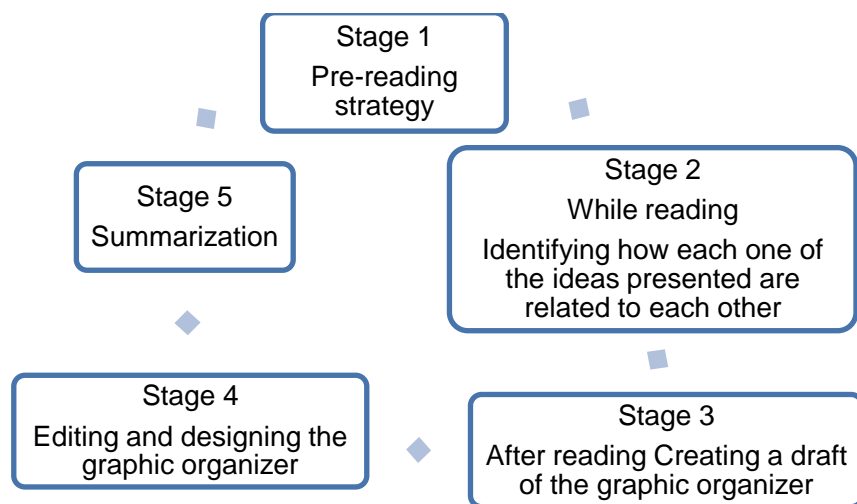 Stage 1
Pre-reading
strategy
Stage 2
While reading
Identifying how each one of
the ideas presented are
related to each other
Stage 3
After reading Creating a draft
of the graphic organizer
Stage 4
Editing and designing the
graphic organizer
Stage 5
Summarization